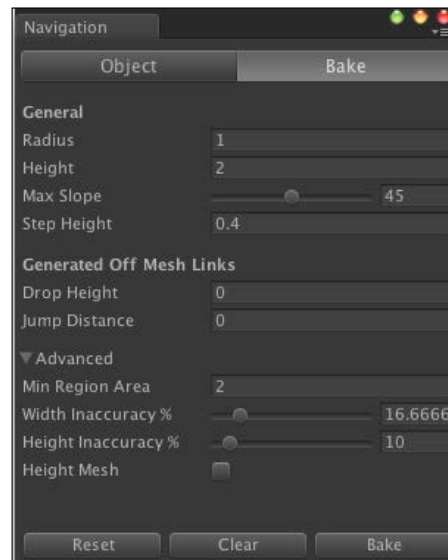 Navigation
Object Bake
General
Radius 1
Height 2
Max Slope 45
Step Height 0.4
Generated Off Mesh Links
Drop Height 0
Jump Distance 0
Advanced
Min Region Area 2
Width Inaccuracy % 16.6666
Height Inaccuracy % 10
Height Mesh
Reset Clear Bake